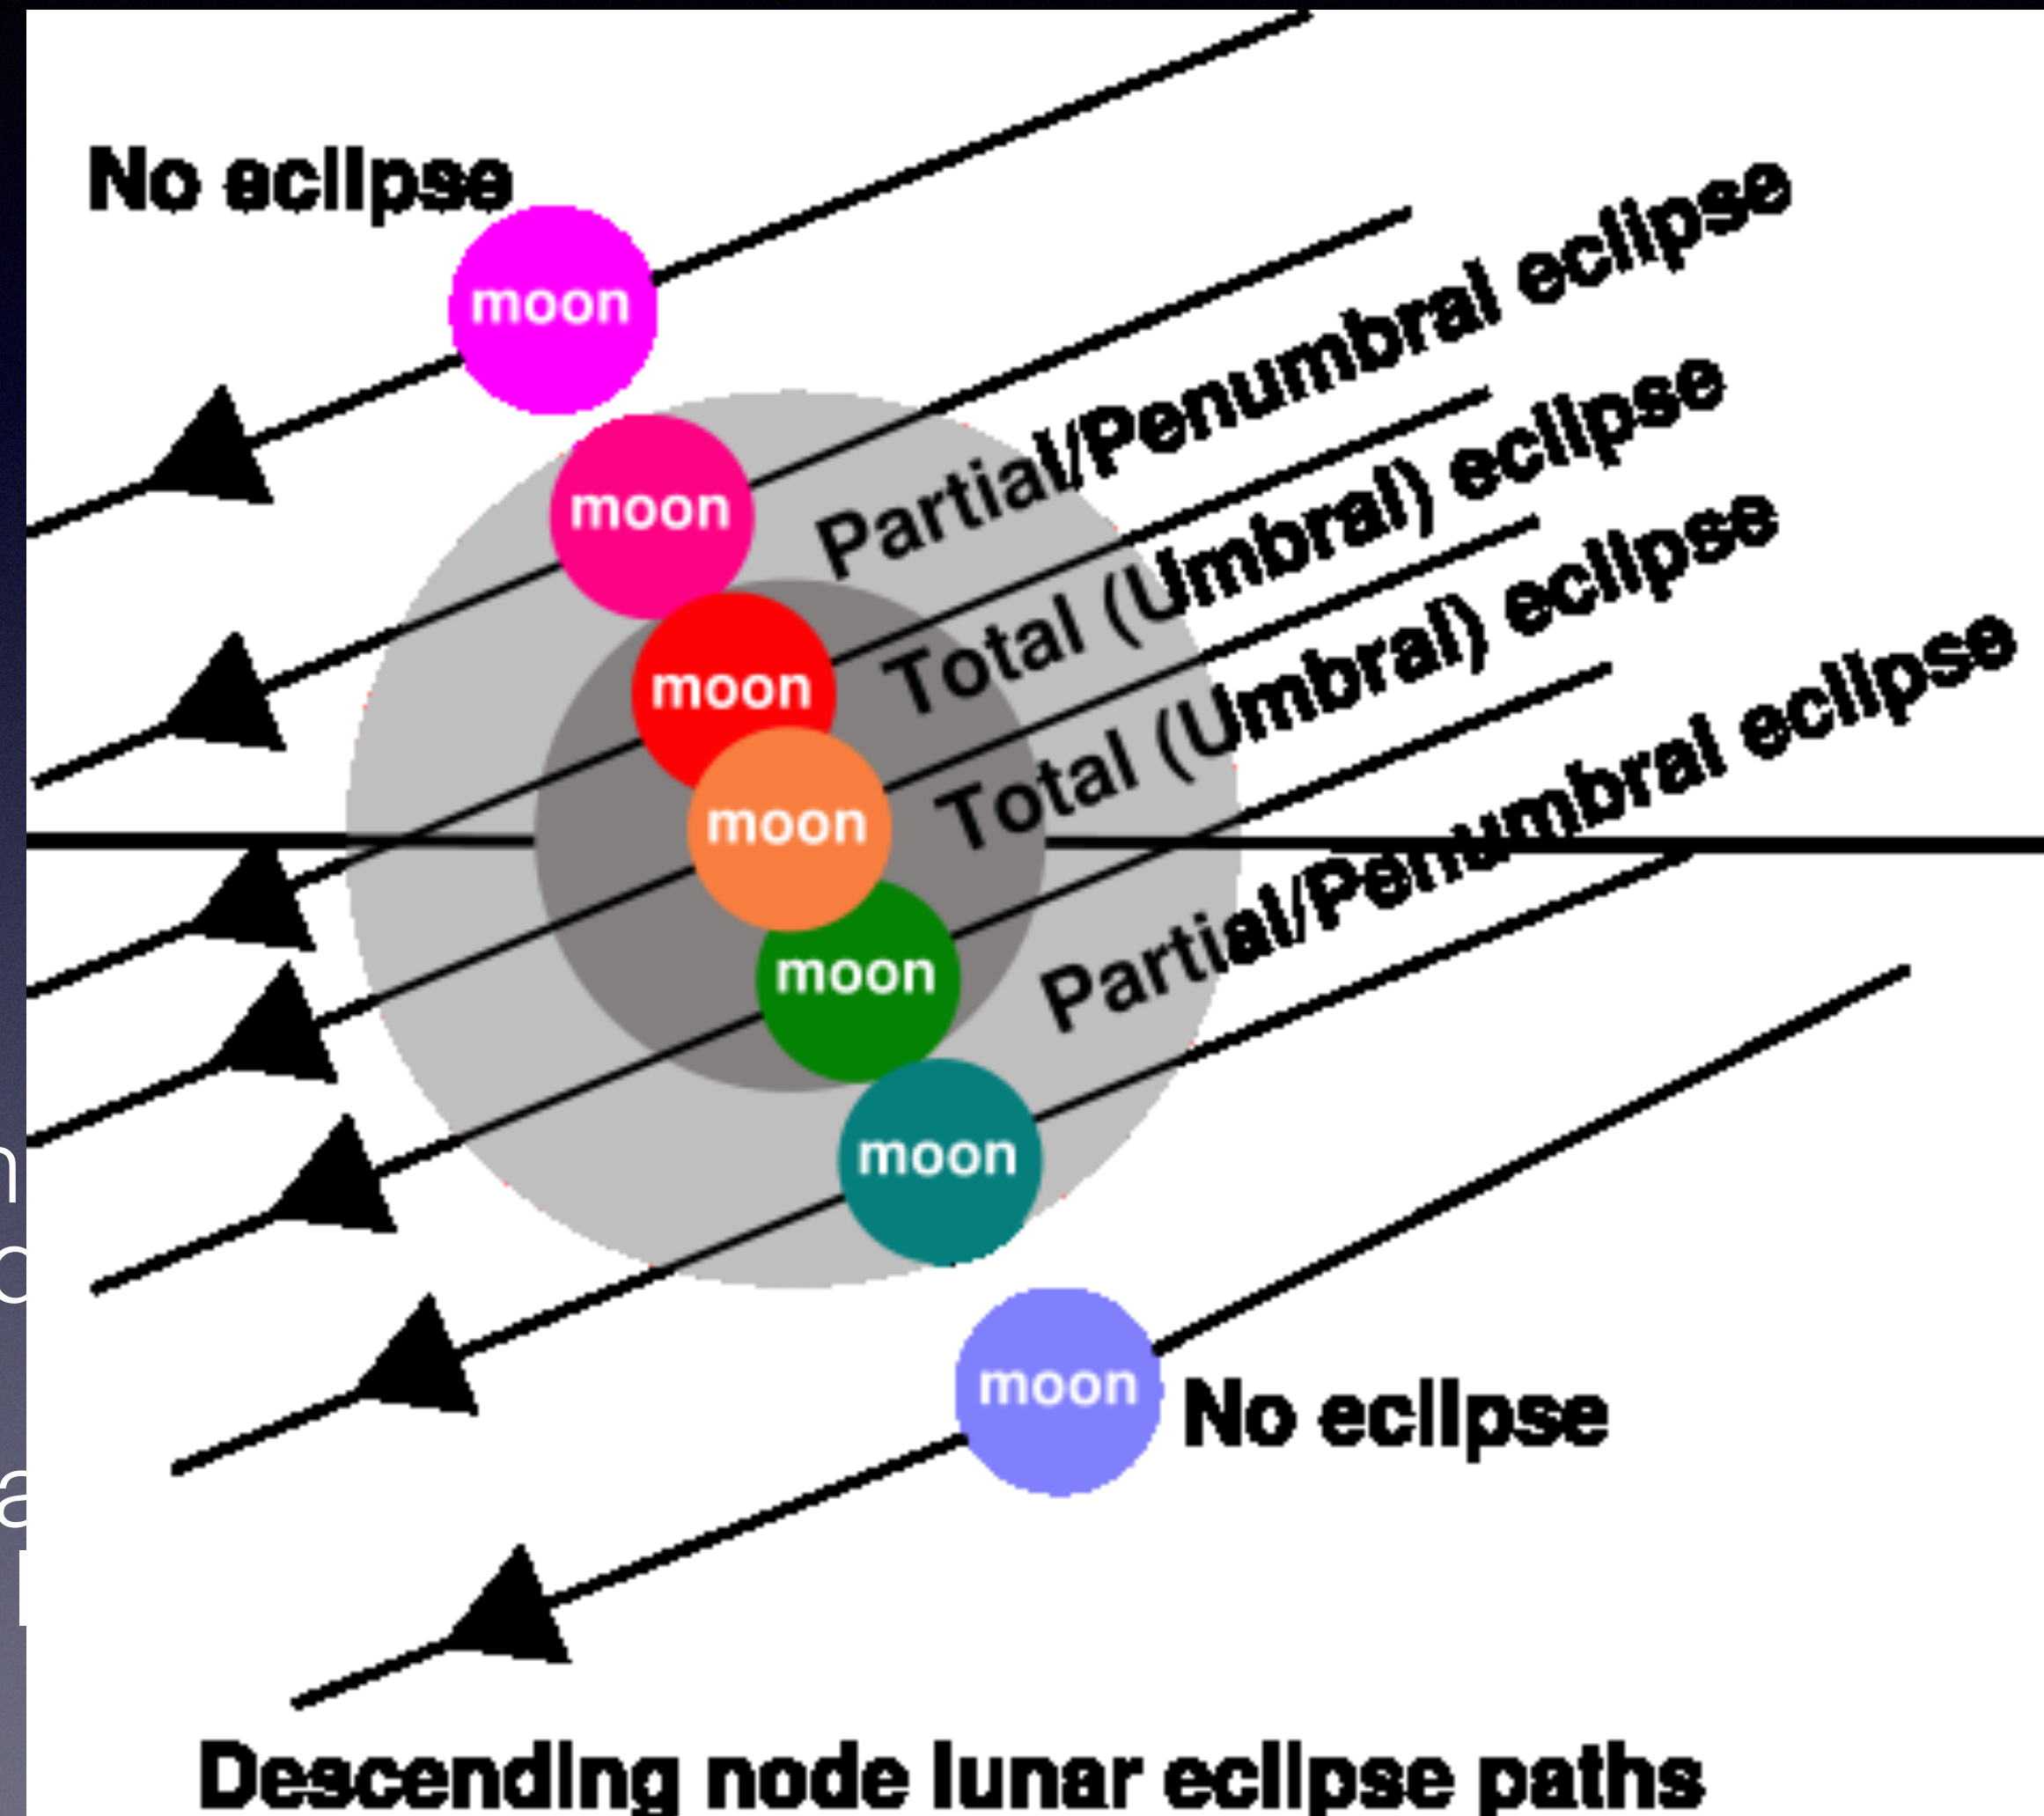 No eclipse
moon
Partial/Penumbral eclipse
moon
Total (Umbral) eclipse
moon
Total (Umbral) eclipse
moon
Partial/Penumbral eclipse
moon
moon
moon
No eclipse
Descending node lunar eclipse paths